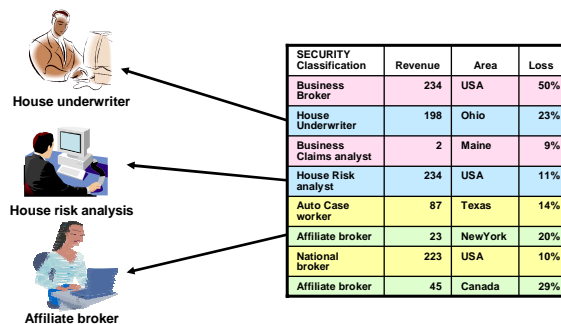 House underwriter
House risk analysis
Affiliate broker
SECURITY
Classification Revenue Area Loss
Business
Broker 234 USA 50%
House
Underwriter 198 Ohio 23%
Business
Claims analyst 2 Maine 9%
House Risk
analyst 234 USA 11%
Auto Case
worker 87 Texas 14%
Affiliate broker 23 NewYork 20%
National
broker 223 USA 10%
Affiliate broker 45 Canada 29%